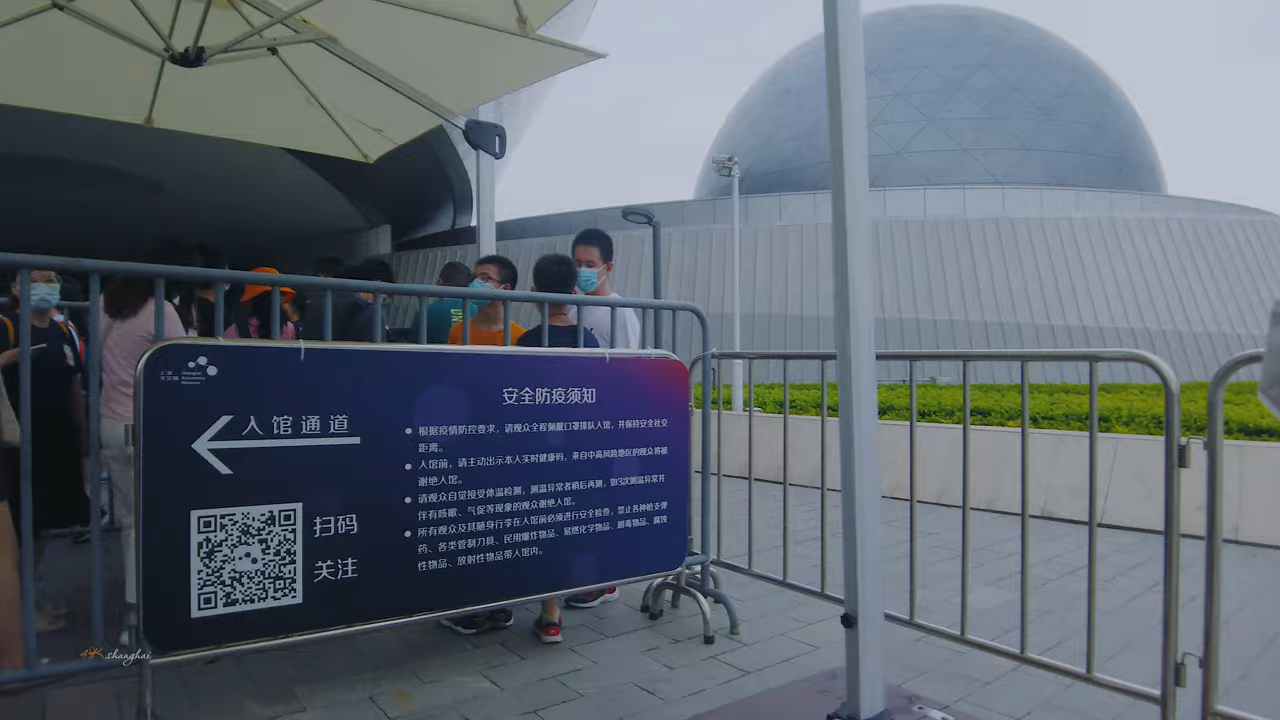 上海
天文馆
Shanghai
Astronomy
Museum
入馆通道
扫码
关注
安全防疫须知
根据疫情防控要求，请观众全程佩戴口罩排队入馆，并保持安全社交
距离。
入馆前，请主动出示本人实时健康码，来自中高风险地区的观众将被
谢绝入馆。
请观众自觉接受体温检测，测温异常者稍后再测，如3次测温异常并
伴有咳嗽、气促等现象的观众谢绝入馆。
所有观众及其随身行李在入馆前必须进行安全检查，禁止各种枪支弹
药、各类管制刀具、民用爆炸物品、易燃化学物品、剧毒物品、腐蚀
性物品、放射性物品带入馆内。
4K.shanghai